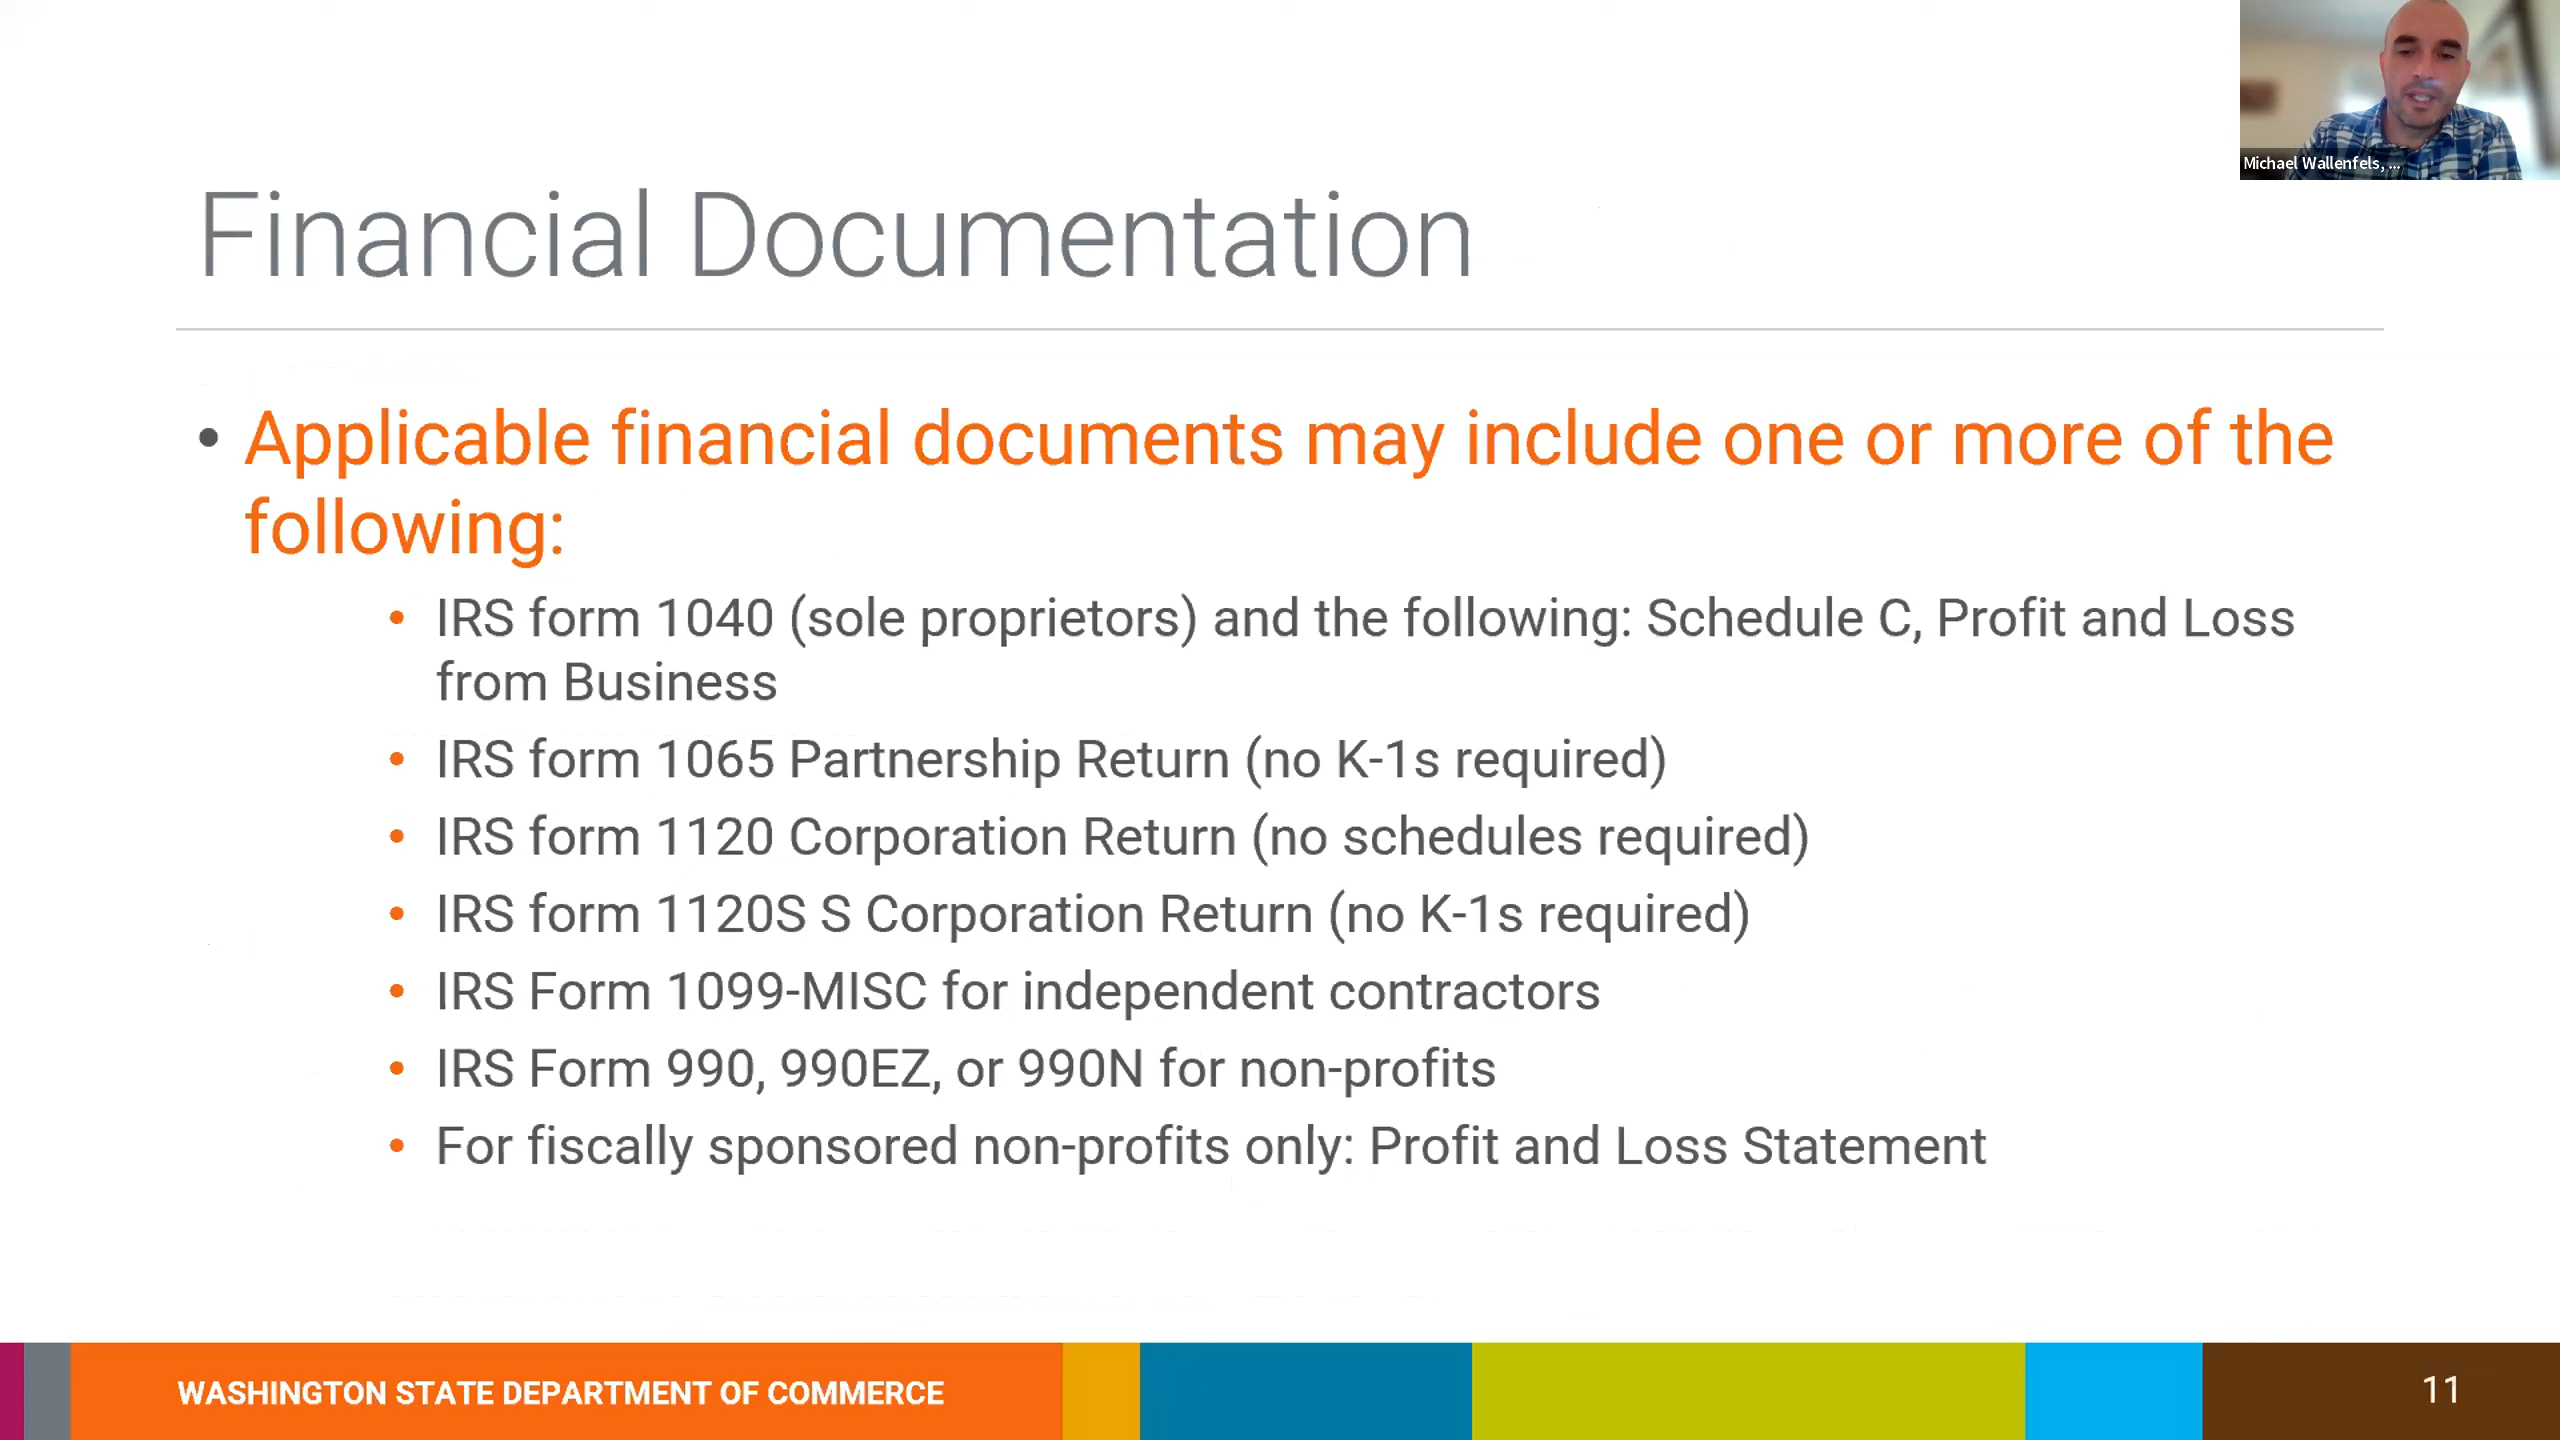 Michael Wallenfels, ...
Financial Documentation
• Applicable financial documents may include one or more of the
following:
• IRS form 1040 (sole proprietors) and the following: Schedule C, Profit and Loss
from Business
• IRS form 1065 Partnership Return (no K-1s required)
• IRS form 1120 Corporation Return (no schedules required)
• IRS form 1120S S Corporation Return (no K-1s required)
• IRS Form 1099-MISC for independent contractors
• IRS Form 990, 990EZ, or 990N for non-profits
• For fiscally sponsored non-profits only: Profit and Loss Statement
WASHINGTON STATE DEPARTMENT OF COMMERCE
11